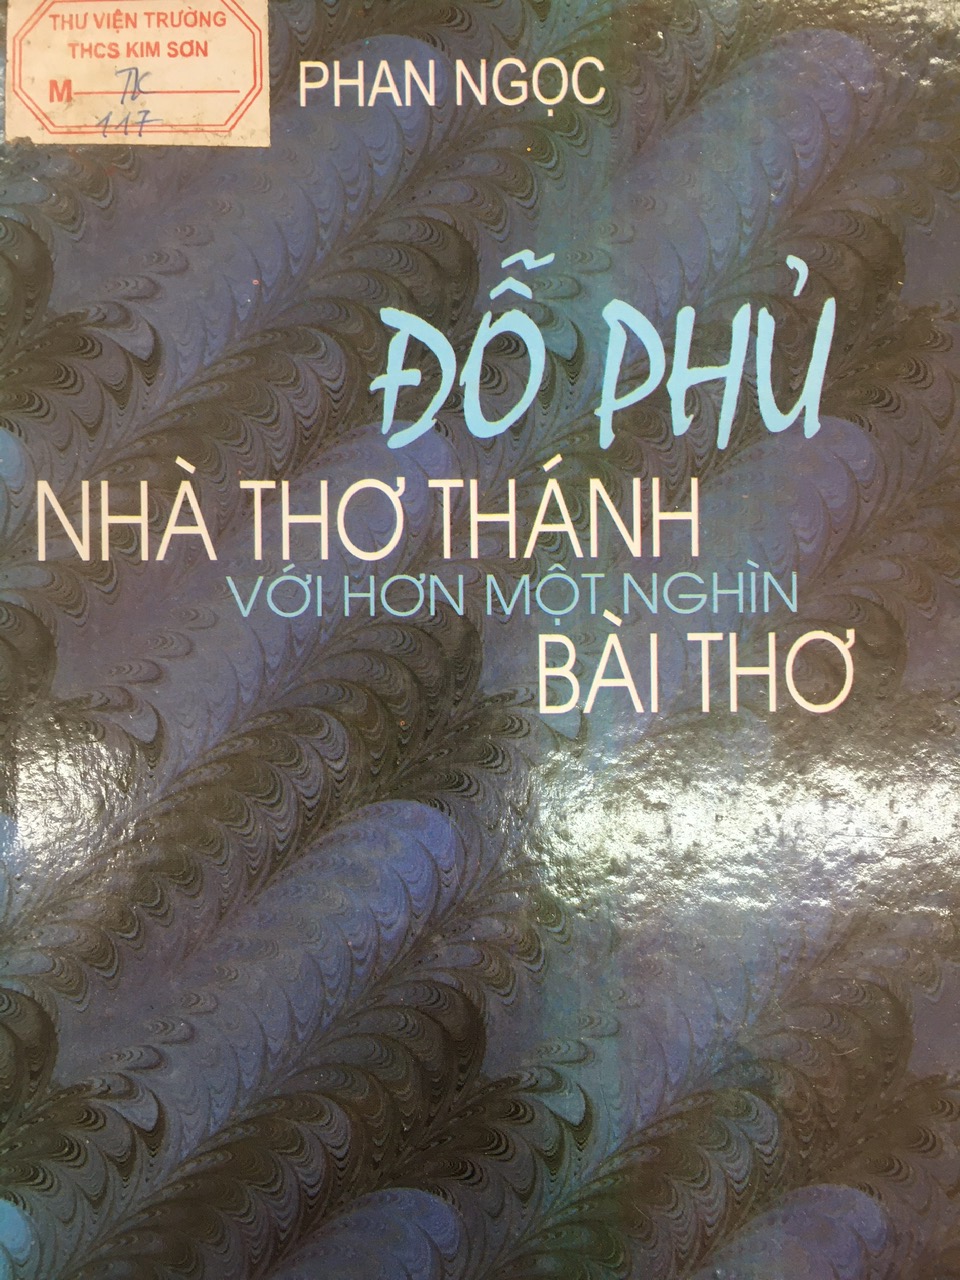 THƯ VIỆN TRƯỜNG
THCS KIM SƠN
M TK
117
PHAN NGỌC
ĐỖ PHỦ
NHÀ THƠ THÁNH
VỚI HƠN MỘT NGHÌN
BÀI THƠ